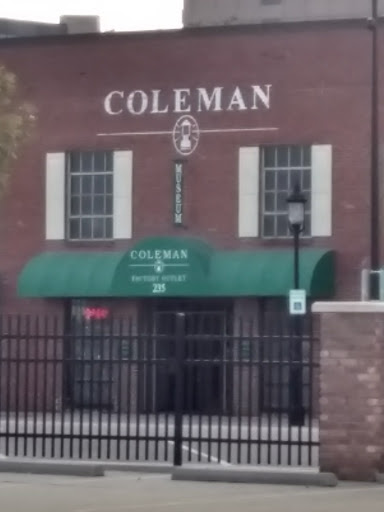 COLEMAN
MUSEUM
COLEMAN
FACTORY OUTLET
235